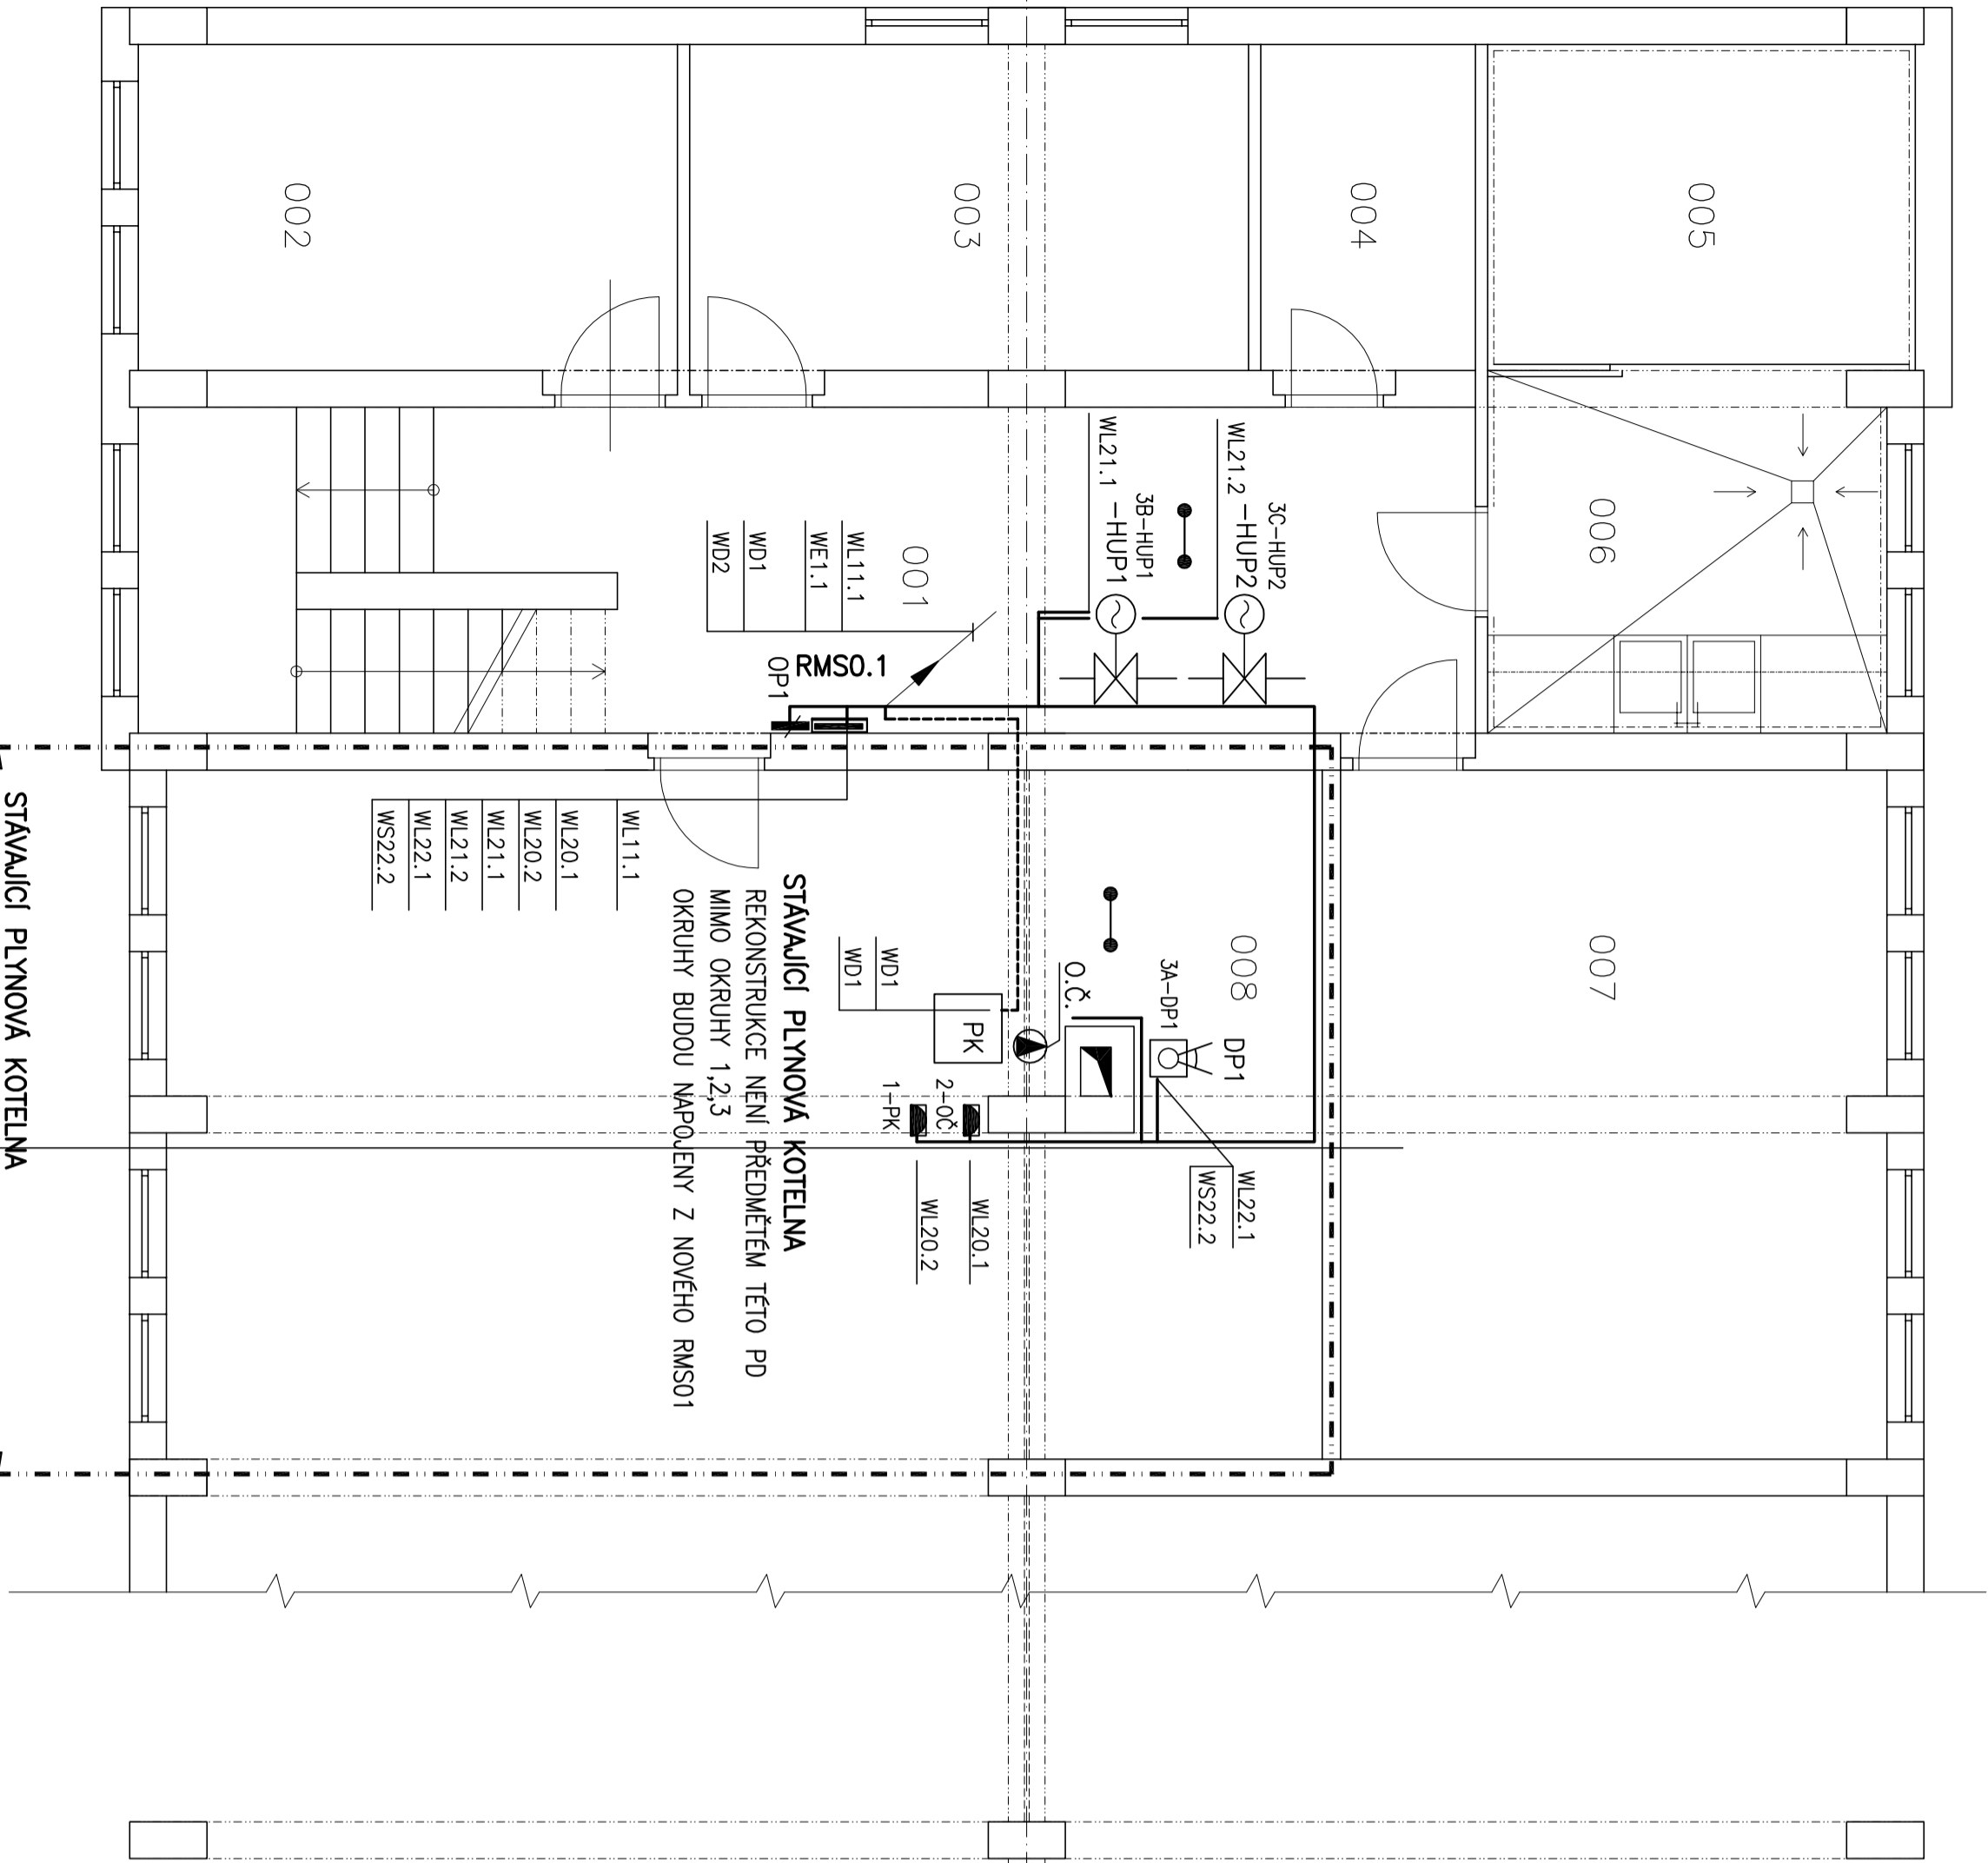 002
003
004
005
006
007
008
001
WL21.1 -HUP1
3B-HUP1
WL21.2 -HUP2
3C-HUP2
WL11.1
WE1.1
WD1
WD2
RMS0.1
OP1
WL11.1
WL20.1
WL20.2
WL21.1
WL21.2
WL22.1
WS22.2
WD1
WD1
PK
O.Č.
3A-DP1
DP1
2-OČ
1-PK
WL22.1
WS22.2
WL20.1
WL20.2
STÁVAJÍCÍ PLYNOVÁ KOTELNA
REKONSTRUKCE NENÍ PŘEDMĚTÉM TÉTO PD
MIMO OKRUHY 1,2,3
OKRUHY BUDOU NAPOJENY Z NOVÉHO RMS01
STÁVAJÍCÍ PLYNOVÁ KOTELNA